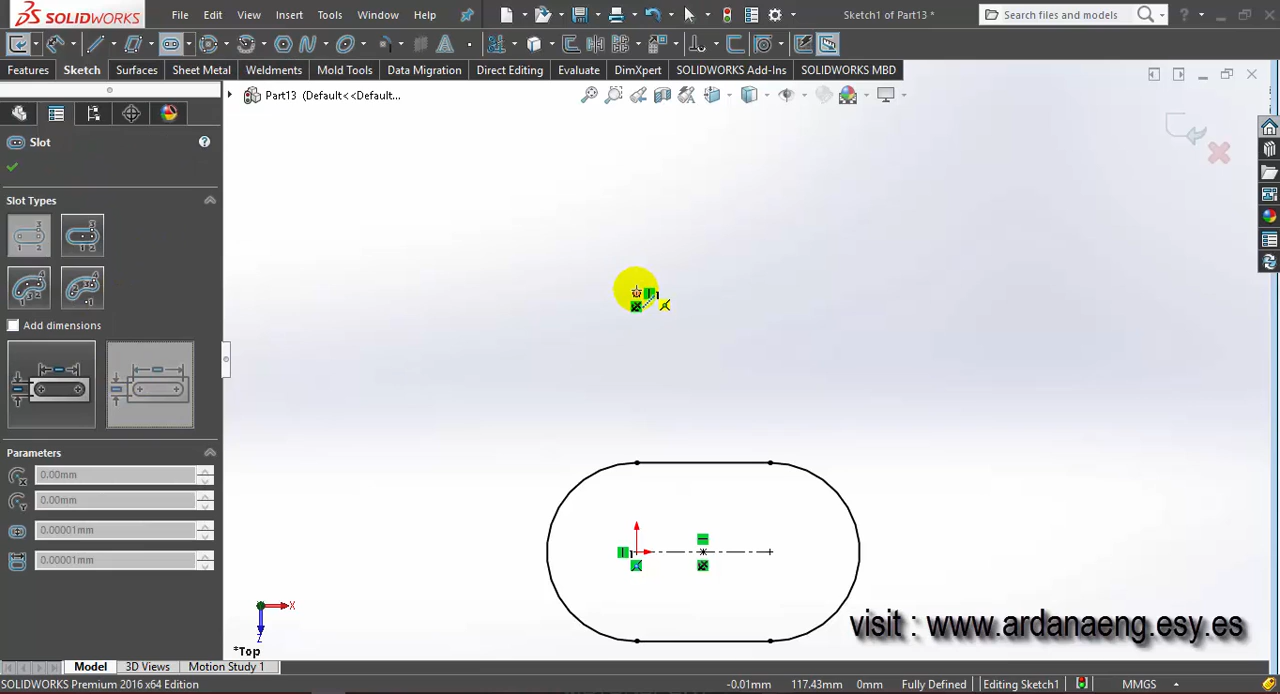 SOLIDWORKS File Edit View Insert Tools Window Help Sketch1 of Part13 * Search files and models
Features Sketch Surfaces Sheet Metal Weldments Mold Tools Data Migration Direct Editing Evaluate DimXpert SOLIDWORKS Add-Ins SOLIDWORKS MBD
Part13 (Default<<Default...
Slot
Slot Types
Add dimensions
Parameters
0.00mm
0.00mm
0.00001mm
0.00001mm
1
1
X
Z
*Top
visit : www.ardanaeng.esy.es
Model 3D Views Motion Study 1
SOLIDWORKS Premium 2016 x64 Edition -0.01mm 117.43mm 0mm Fully Defined Editing Sketch1 MMGS